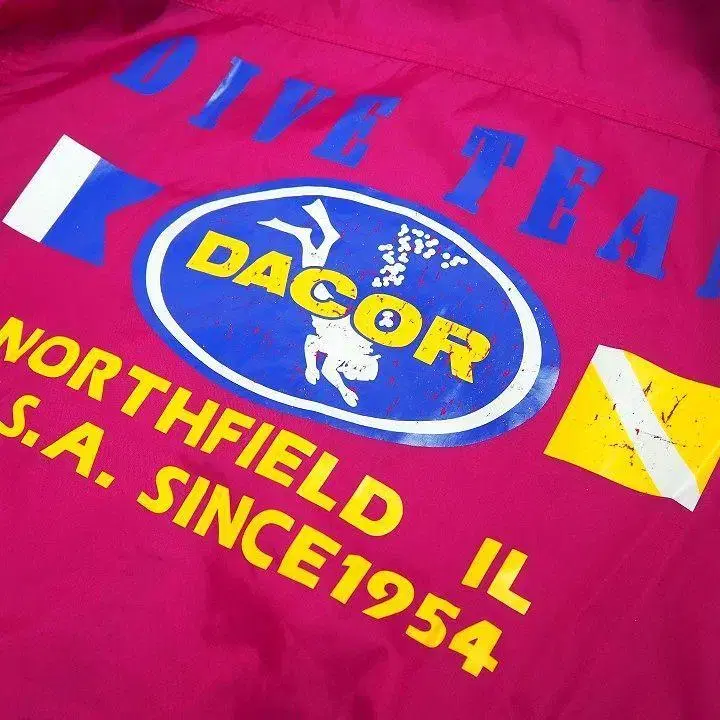 DIVE TEA
DACOR
NORTHFIELD IL
S.A. SINCE1954